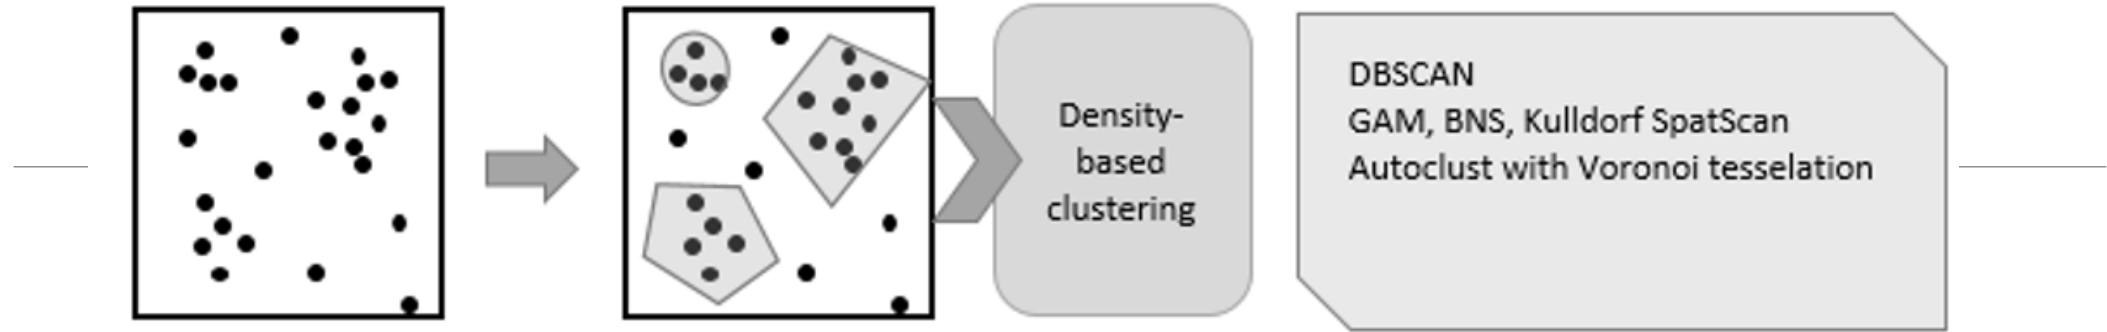 Density-
based
clustering
DBSCAN
GAM, BNS, Kulldorf SpatScan
Autoclust with Voronoi tesselation